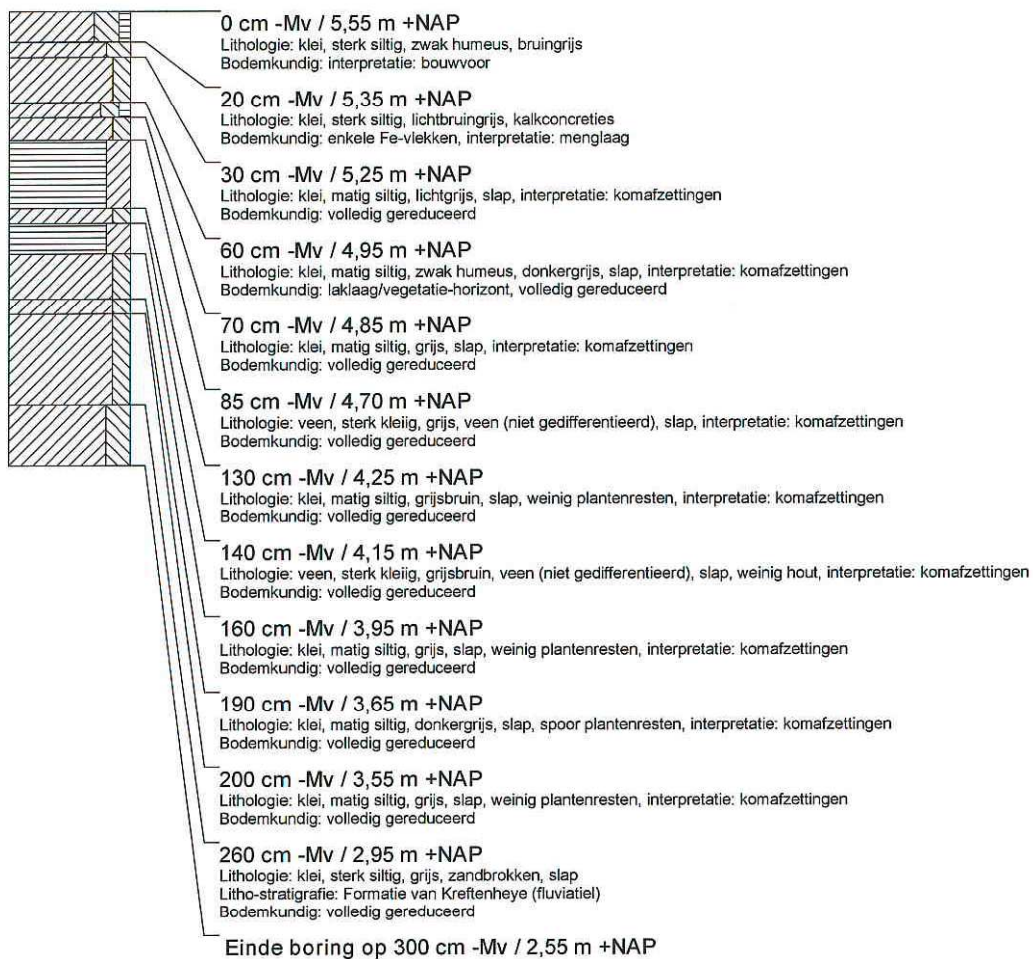 0 cm -Mv / 5,55 m +NAP
Lithologie: klei, sterk siltig, zwak humeus, bruingrijs
Bodemkundig: interpretatie: bouwvoor
20 cm -Mv / 5,35 m +NAP
Lithologie: klei, sterk siltig, lichtbruingrijs, kalkconcreties
Bodemkundig: enkele Fe-vlekken, interpretatie: menglaag
30 cm -Mv / 5,25 m +NAP
Lithologie: klei, matig siltig, lichtgrijs, slap, interpretatie: komafzettingen
Bodemkundig: volledig gereduceerd
60 cm -Mv / 4,95 m +NAP
Lithologie: klei, matig siltig, zwak humeus, donkergrijs, slap, interpretatie: komafzettingen
Bodemkundig: laklaag/vegetatie-horizont, volledig gereduceerd
70 cm -Mv / 4,85 m +NAP
Lithologie: klei, matig siltig, grijs, slap, interpretatie: komafzettingen
Bodemkundig: volledig gereduceerd
85 cm -Mv / 4,70 m +NAP
Lithologie: veen, sterk kleiig, grijs, veen (niet gedifferentieerd), slap, interpretatie: komafzettingen
Bodemkundig: volledig gereduceerd
130 cm -Mv / 4,25 m +NAP
Lithologie: klei, matig siltig, grijsbruin, slap, weinig plantenresten, interpretatie: komafzettingen
Bodemkundig: volledig gereduceerd
140 cm -Mv / 4,15 m +NAP
Lithologie: veen, sterk kleiig, grijsbruin, veen (niet gedifferentieerd), slap, weinig hout, interpretatie: komafzettingen
Bodemkundig: volledig gereduceerd
160 cm -Mv / 3,95 m +NAP
Lithologie: klei, matig siltig, grijs, slap, weinig plantenresten, interpretatie: komafzettingen
Bodemkundig: volledig gereduceerd
190 cm -Mv / 3,65 m +NAP
Lithologie: klei, matig siltig, donkergrijs, slap, spoor plantenresten, interpretatie: komafzettingen
Bodemkundig: volledig gereduceerd
200 cm -Mv / 3,55 m +NAP
Lithologie: klei, matig siltig, grijs, slap, weinig plantenresten, interpretatie: komafzettingen
Bodemkundig: volledig gereduceerd
260 cm -Mv / 2,95 m +NAP
Lithologie: klei, sterk siltig, grijs, zandbrokken, slap
Litho-stratigrafie: Formatie van Kreftenheye (fluviatiel)
Bodemkundig: volledig gereduceerd
Einde boring op 300 cm -Mv / 2,55 m +NAP